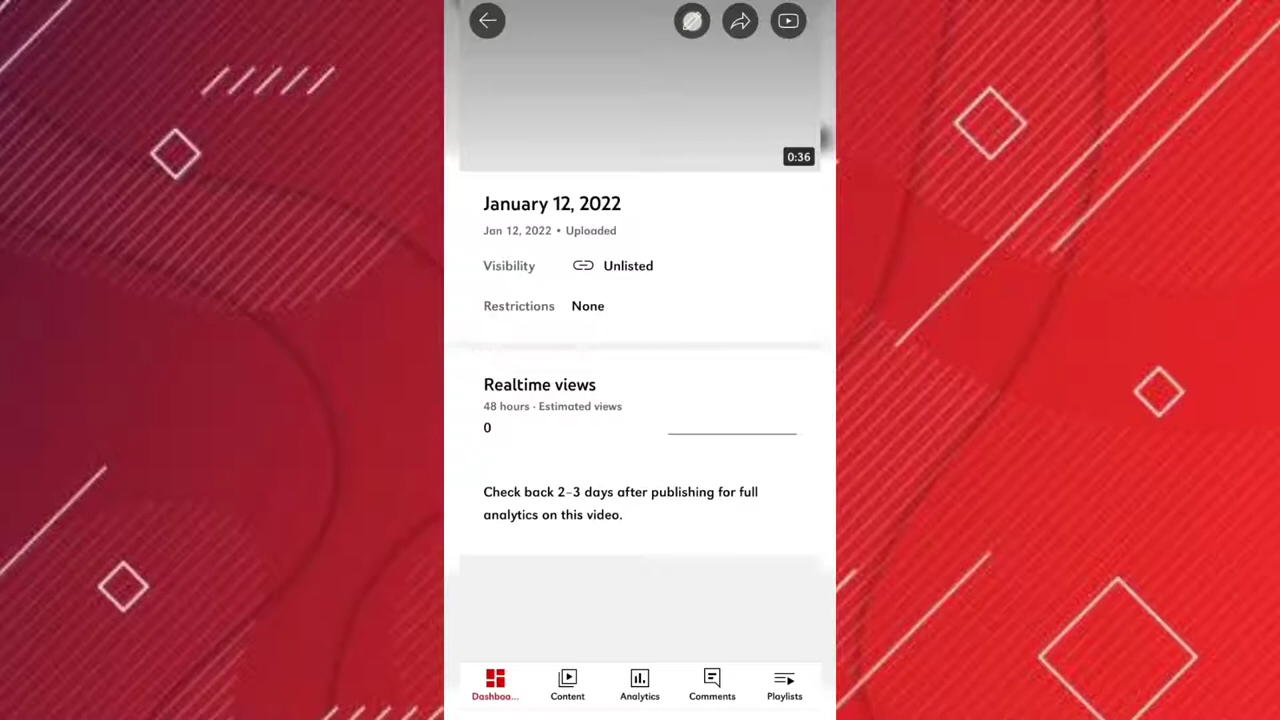 0:36
January 12, 2022
Jan 12, 2022 • Uploaded
Visibility Unlisted
Restrictions None
Realtime views
48 hours · Estimated views
0
Check back 2–3 days after publishing for full
analytics on this video.
Dashboa... Content Analytics Comments Playlists